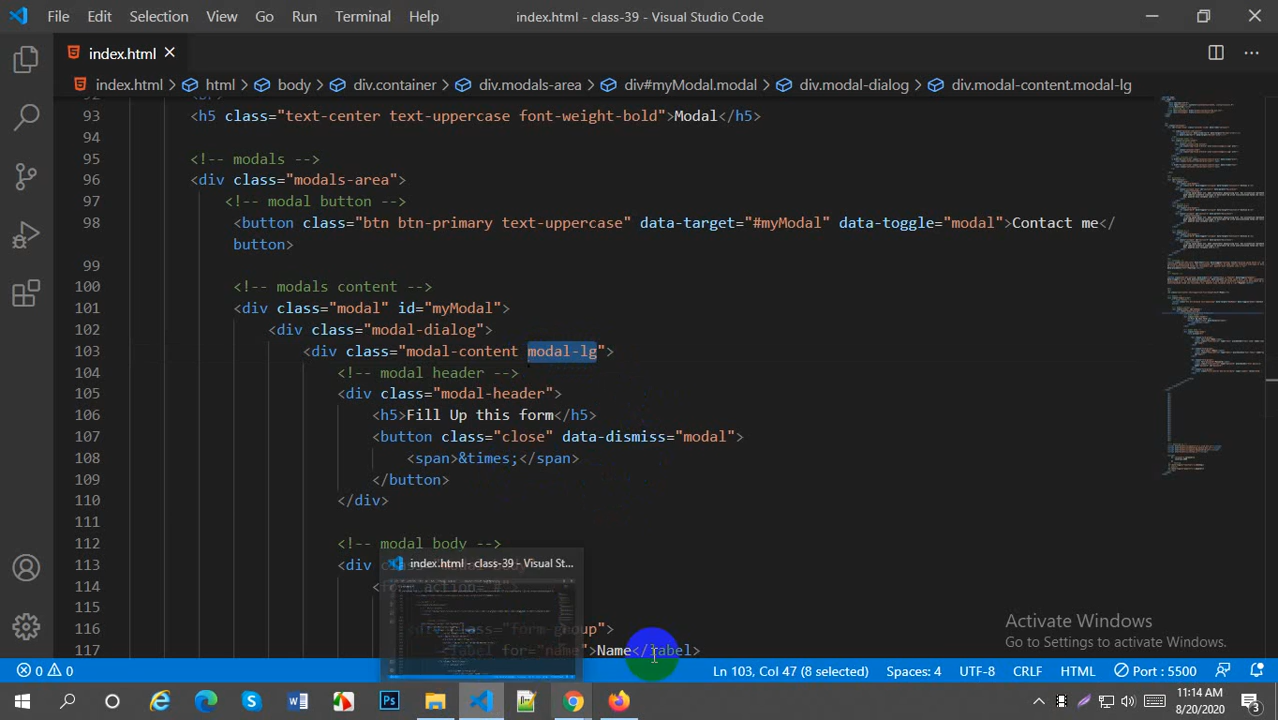 File Edit Selection View Go Run Terminal Help index.html - class-39 - Visual Studio Code
index.html
index.html > html > body > div.container > div.modals-area > div#myModal.modal > div.modal-dialog > div.modal-content.modal-lg
93 <h5 class="text-center text-uppercase font-weight-bold">Modal</h5>
94
95 <!-- modals -->
96 <div class="modals-area">
97 <!-- modal button -->
98 <button class="btn btn-primary text-uppercase" data-target="#myModal" data-toggle="modal">Contact me</
button>
99
100 <!-- modals content -->
101 <div class="modal" id="myModal">
102 <div class="modal-dialog">
103 <div class="modal-content modal-lg">
104 <!-- modal header -->
105 <div class="modal-header">
106 <h5>Fill Up this form</h5>
107 <button class="close" data-dismiss="modal">
108 <span>&times;</span>
109 </button>
110 </div>
111
112 <!-- modal body -->
113 <div
index.html - class-39 - Visual St...
114
115
116 <div class="form-group">
117 <label for="name">Name</label>
Activate Windows
Go to Settings to activate Windows.
0 0 Ln 103, Col 47 (8 selected) Spaces: 4 UTF-8 CRLF HTML Port : 5500
11:14 AM
8/20/2020
3